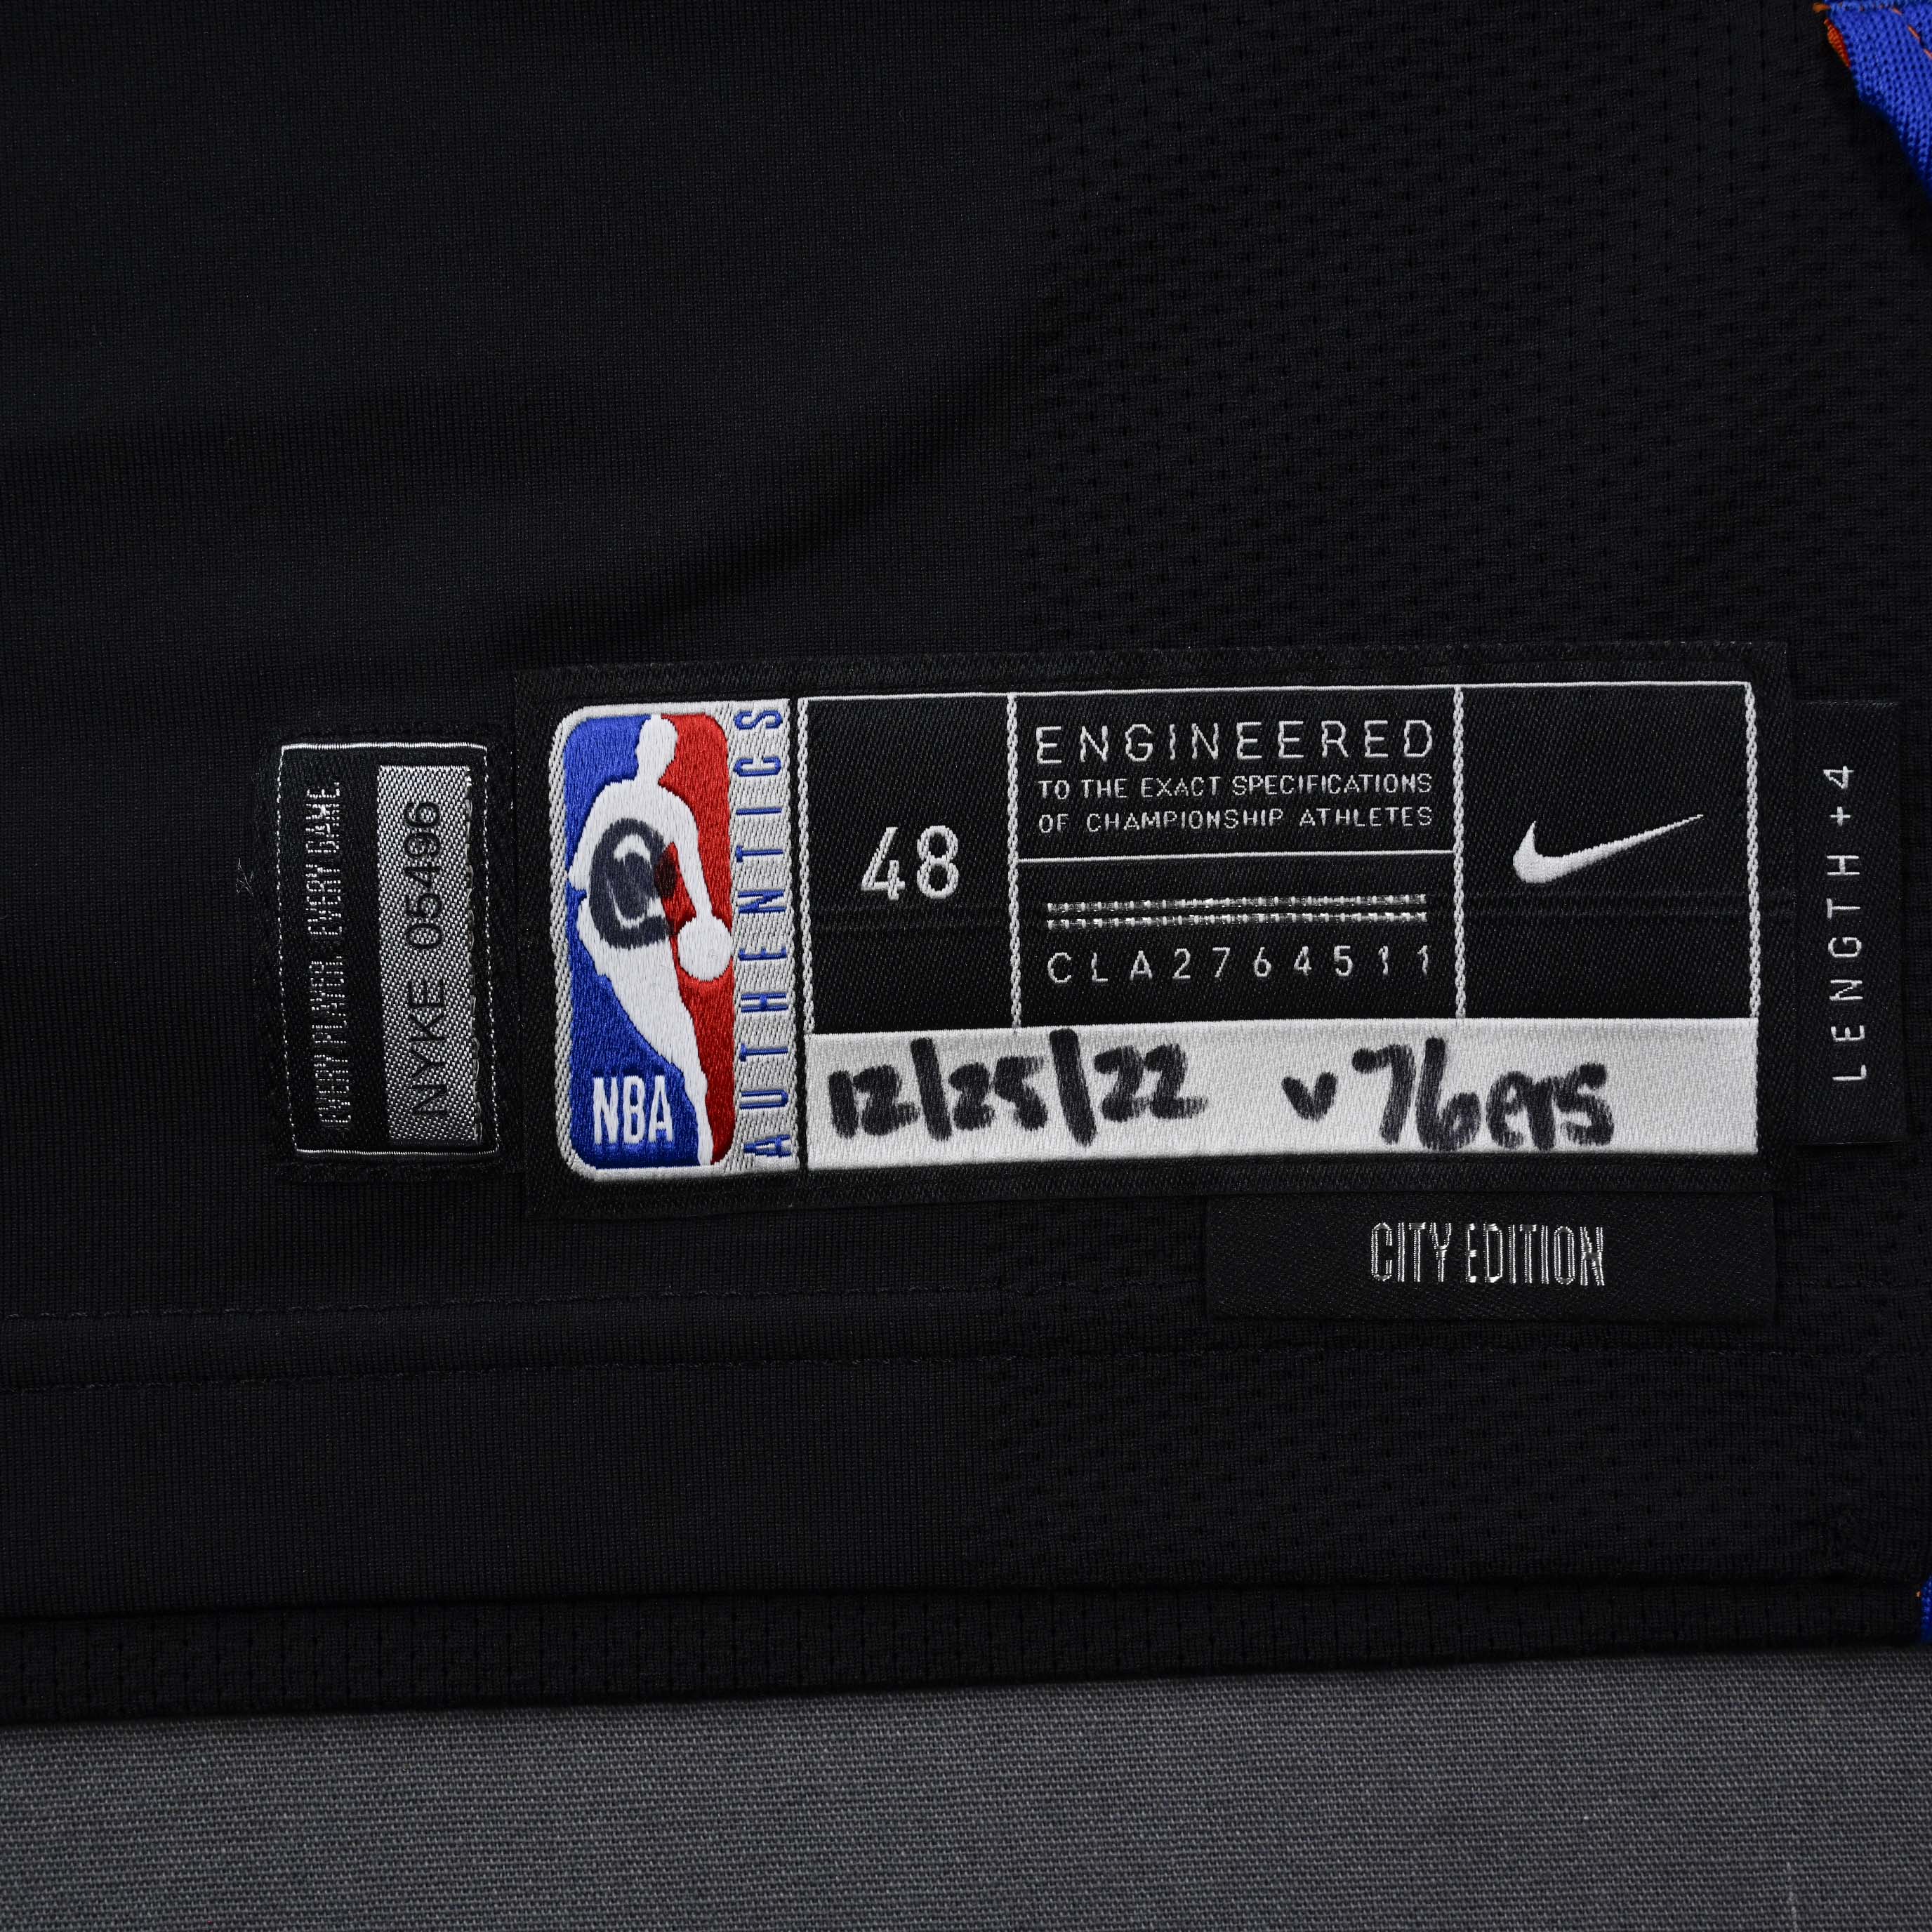 EVERY PLAYER. EVERY GAME.
NYKE 05496
NBA
AUTHENTICS
48
ENGINEERED
TO THE EXACT SPECIFICATIONS
OF CHAMPIONSHIP ATHLETES
CLA2764511
12/25/22 v 76ers
LENGTH +4
CITY EDITION